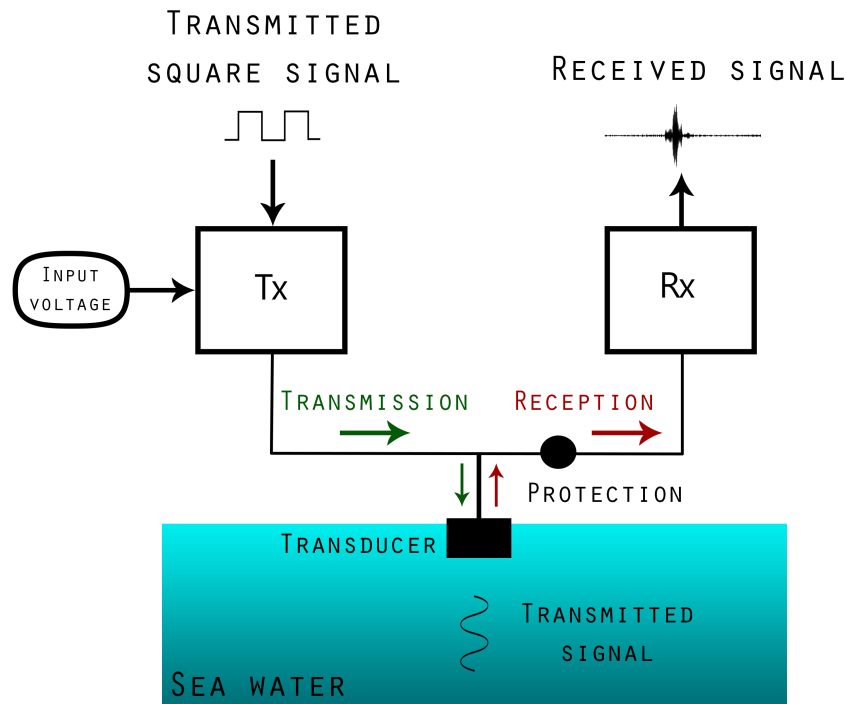 Transmitted
square signal
Received signal
Input
voltage
Tx
Rx
Transmission
Reception
Protection
Transducer
Transmitted
signal
Sea water